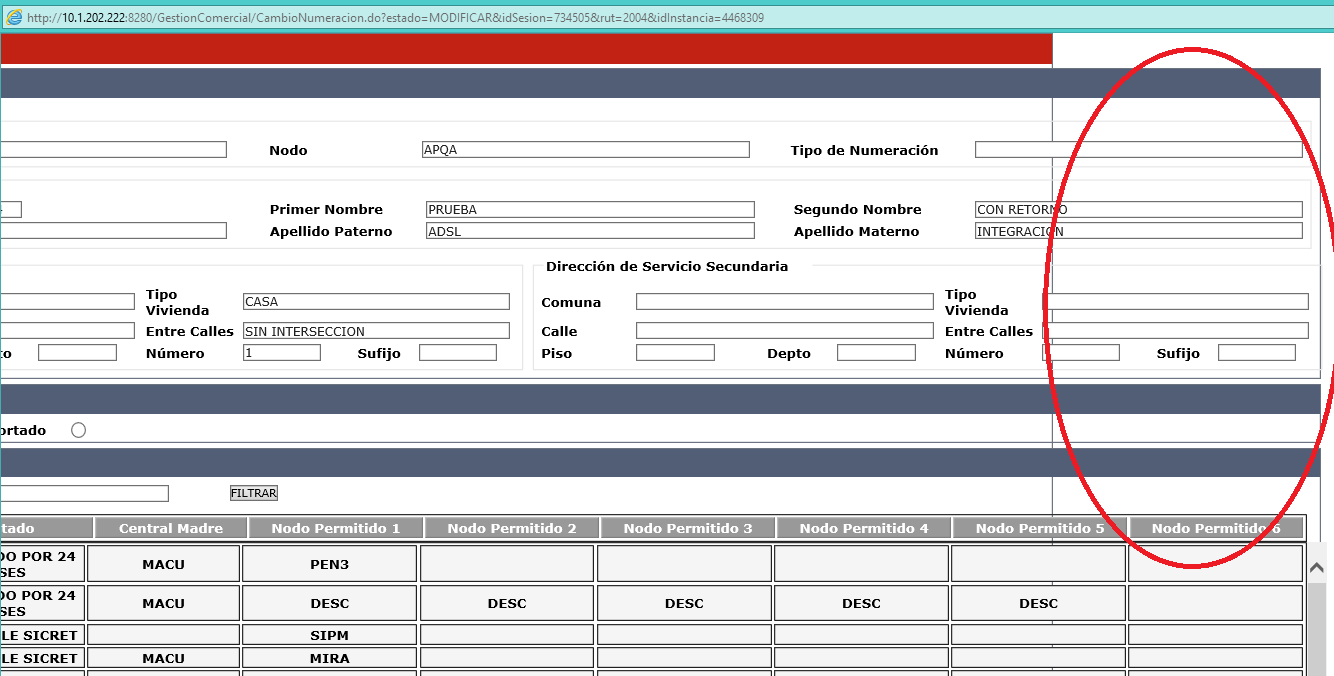 http://10.1.202.222:8280/GestionComercial/CambioNumeracion.do?estado=MODIFICAR&idSesion=734505&rut=2004&idInstancia=4468309
Nodo APQA Tipo de Numeración
Primer Nombre PRUEBA Segundo Nombre CON RETORNO
Apellido Paterno ADSL Apellido Materno INTEGRACION
Dirección de Servicio Secundaria
Tipo Vivienda CASA Comuna Tipo Vivienda
Entre Calles SIN INTERSECCION Calle Entre Calles
to Número 1 Sufijo Piso Depto Número Sufijo
ortado
FILTRAR
tado Central Madre Nodo Permitido 1 Nodo Permitido 2 Nodo Permitido 3 Nodo Permitido 4 Nodo Permitido 5 Nodo Permitido 6
DO POR 24
SES MACU PEN3
DO POR 24
SES MACU DESC DESC DESC DESC DESC
LE SICRET SIPM
LE SICRET MACU MIRA